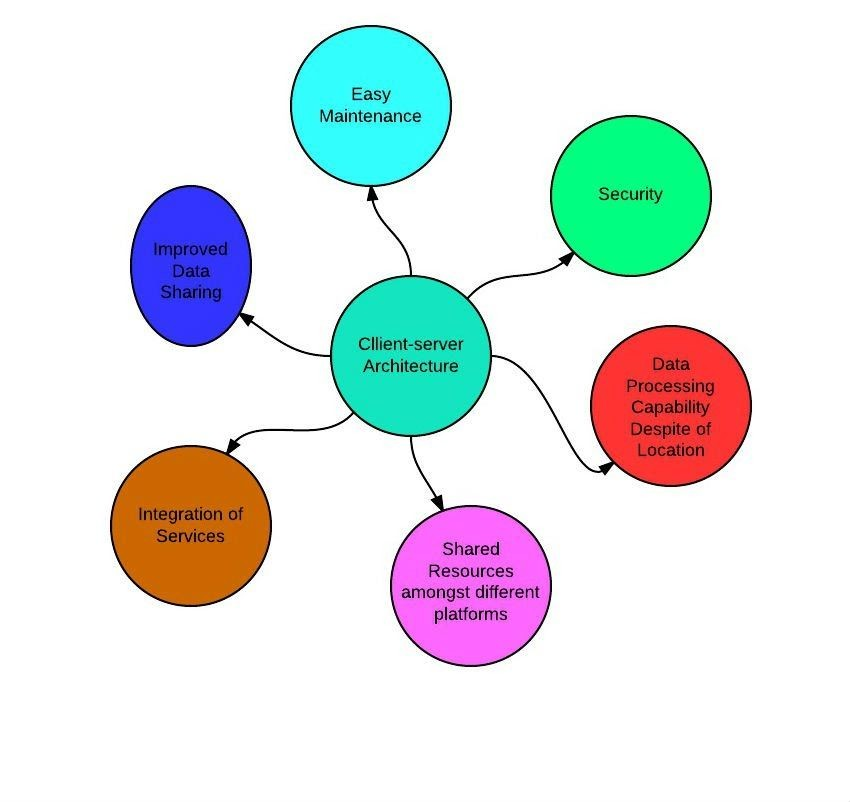 Easy
Maintenance
Security
Improved
Data
Sharing
Cllient-server
Architecture
Data
Processing
Capability
Despite of
Location
Integration of
Services
Shared
Resources
amongst different
platforms